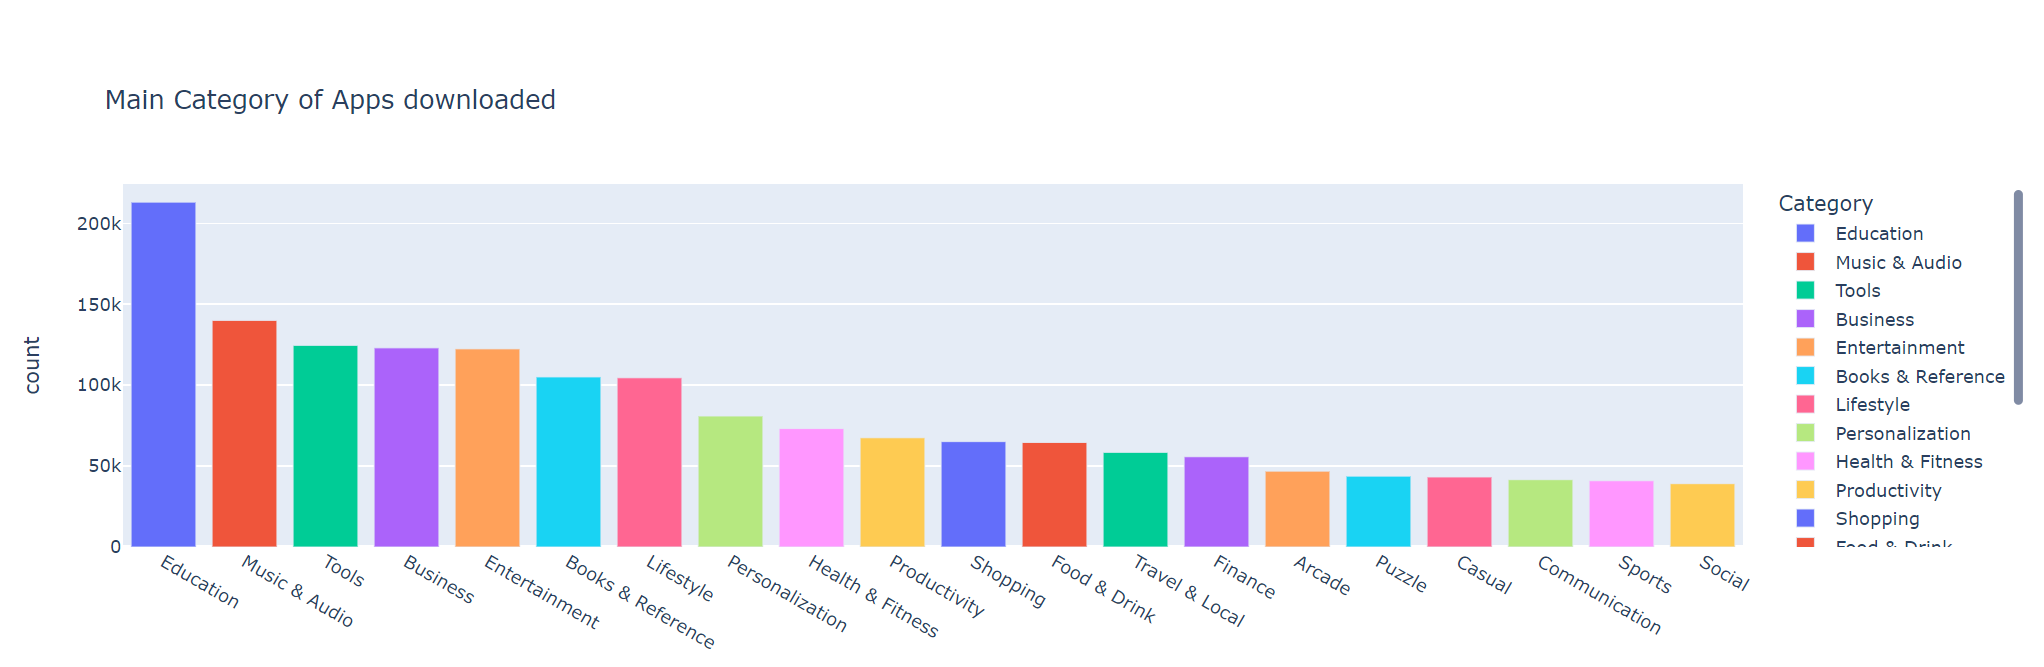 Main Category of Apps downloaded
count
200k
150k
100k
50k
0
Education
Music & Audio
Tools
Business
Entertainment
Books & Reference
Lifestyle
Personalization
Health & Fitness
Productivity
Shopping
Food & Drink
Travel & Local
Finance
Arcade
Puzzle
Casual
Communication
Sports
Social
Category
Education
Music & Audio
Tools
Business
Entertainment
Books & Reference
Lifestyle
Personalization
Health & Fitness
Productivity
Shopping
Food & Drink